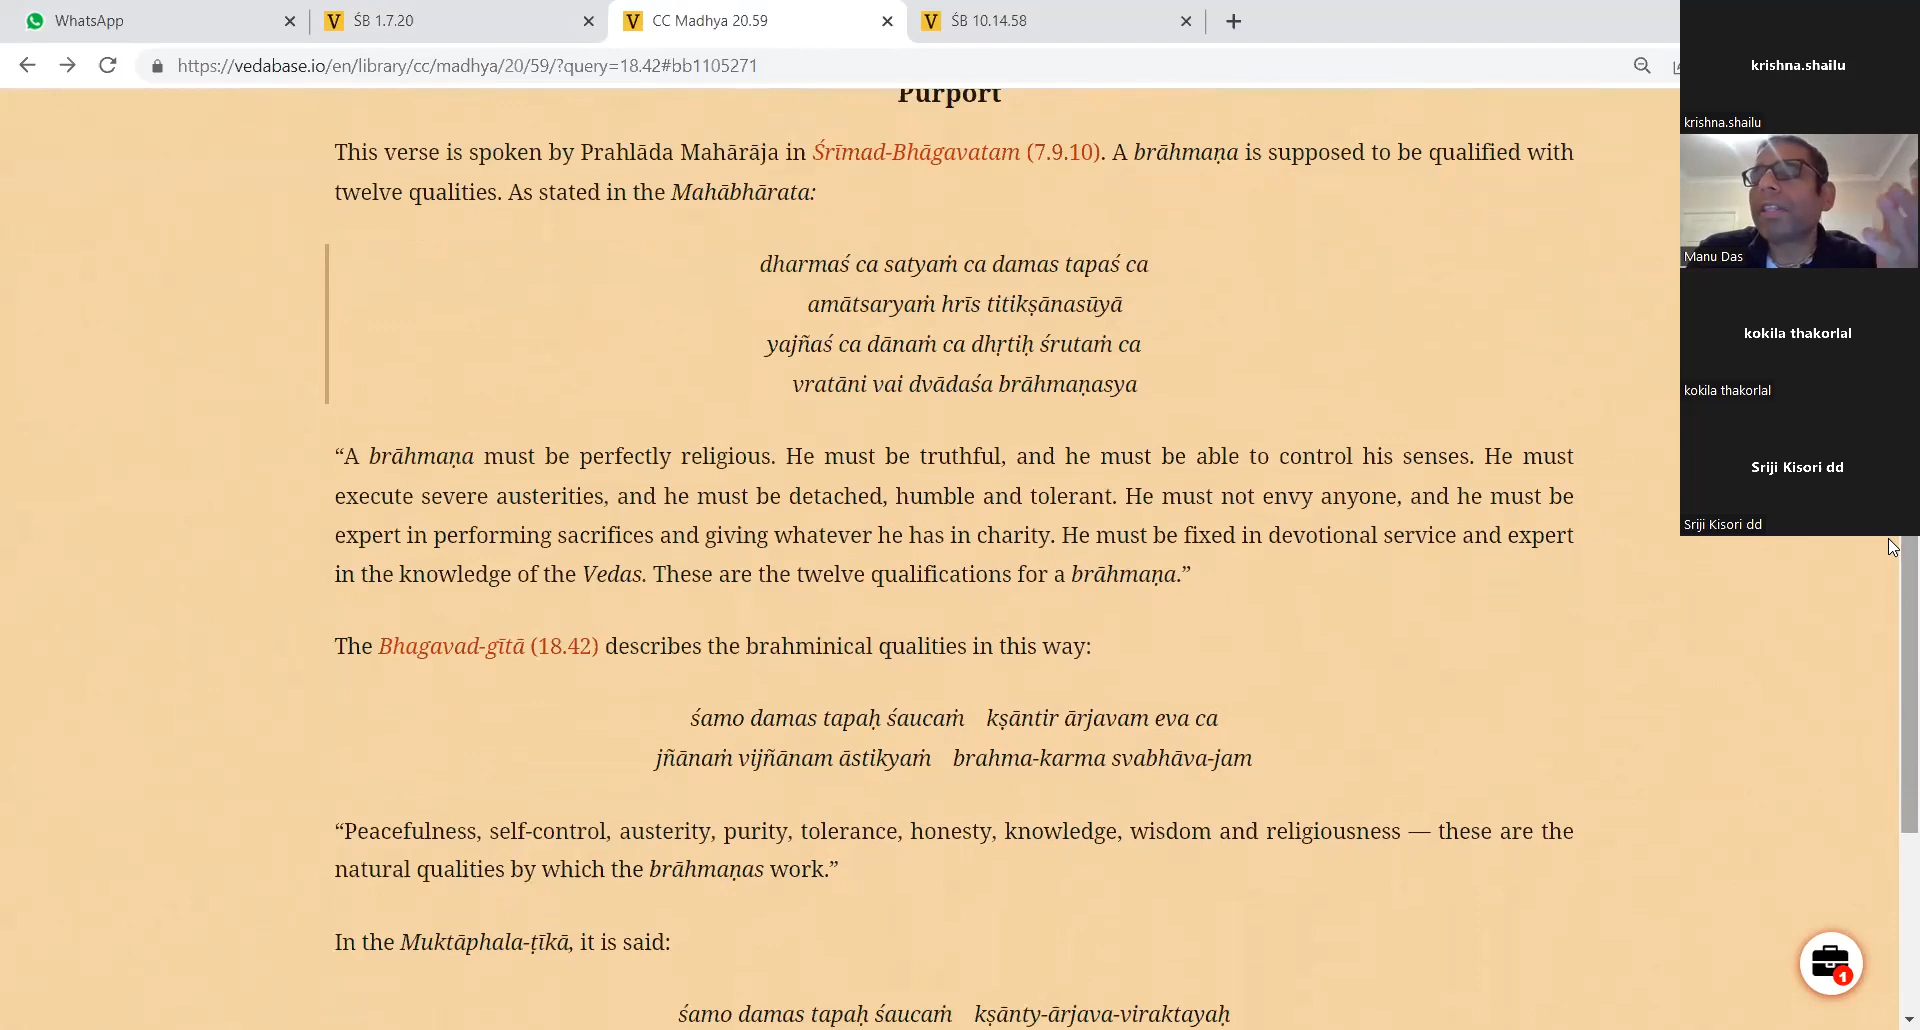 WhatsApp
ŚB 1.7.20
CC Madhya 20.59
ŚB 10.14.58
https://vedabase.io/en/library/cc/madhya/20/59/?query=18.42#bb1105271
krishna.shailu
krishna.shailu
Manu Das
kokila thakorlal
kokila thakorlal
Sriji Kisori dd
Sriji Kisori dd
Purport
This verse is spoken by Prahlāda Mahārāja in Śrīmad-Bhāgavatam (7.9.10). A brāhmaṇa is supposed to be qualified with
twelve qualities. As stated in the Mahābhārata:
dharmaś ca satyaṁ ca damas tapaś ca
amātsaryaṁ hrīs titikṣānasūyā
yajñaś ca dānaṁ ca dhṛtiḥ śrutaṁ ca
vratāni vai dvādaśa brāhmaṇasya
“A brāhmaṇa must be perfectly religious. He must be truthful, and he must be able to control his senses. He must
execute severe austerities, and he must be detached, humble and tolerant. He must not envy anyone, and he must be
expert in performing sacrifices and giving whatever he has in charity. He must be fixed in devotional service and expert
in the knowledge of the Vedas. These are the twelve qualifications for a brāhmaṇa.”
The Bhagavad-gītā (18.42) describes the brahminical qualities in this way:
śamo damas tapaḥ śaucaṁ kṣāntir ārjavam eva ca
jñānaṁ vijñānam āstikyaṁ brahma-karma svabhāva-jam
“Peacefulness, self-control, austerity, purity, tolerance, honesty, knowledge, wisdom and religiousness — these are the
natural qualities by which the brāhmaṇas work.”
In the Muktāphala-ṭīkā, it is said:
śamo damas tapaḥ śaucaṁ kṣānty-ārjava-viraktayaḥ
1